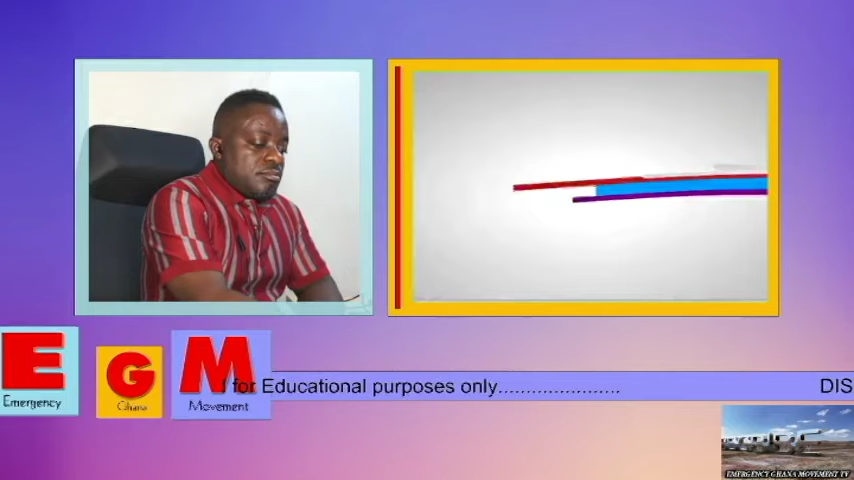 E
Emergency
G
Ghana
M
Movement
for Educational purposes only......................
DIS
EMERGENCY GHANA MOVEMENT TV